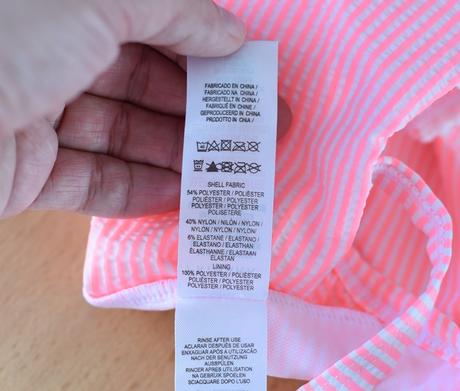 FABRICADO EN CHINA /
FABRICADO NA CHINA /
HERGESTELLT IN CHINA /
FABRIQUÉ EN CHINE /
GEPRODUCEERD IN CHINA /
PRODOTTO IN CHINA
SHELL FABRIC
54% POLYESTER / POLIÉSTER
POLIÉSTER / POLYESTER /
POLYESTER / POLYESTER
POLISETERE
40% NYLON / NILÓN / NYLON /
NYLON / NYLON / NYLON/
6% ELASTANE / ELASTANO /
ELASTANO / ELASTHAN
ÉLASTHANNE / ELASTAAN
ELASTAN
LINING
100% POLYESTER / POLIÉSTER
POLIÉSTER / POLYESTER
POLYESTER / POLYESTER
RINSE AFTER USE
ACLARAR DESPUÉS DE USAR
ENXAGUAR APÓS A UTILIZAÇÃO
NACH DER BENUTZUNG
AUSSPÜLEN
RINCER APRES UTILISATION
NA GEBRUIK SPOELEN
SCIACQUARE DOPO L'USO